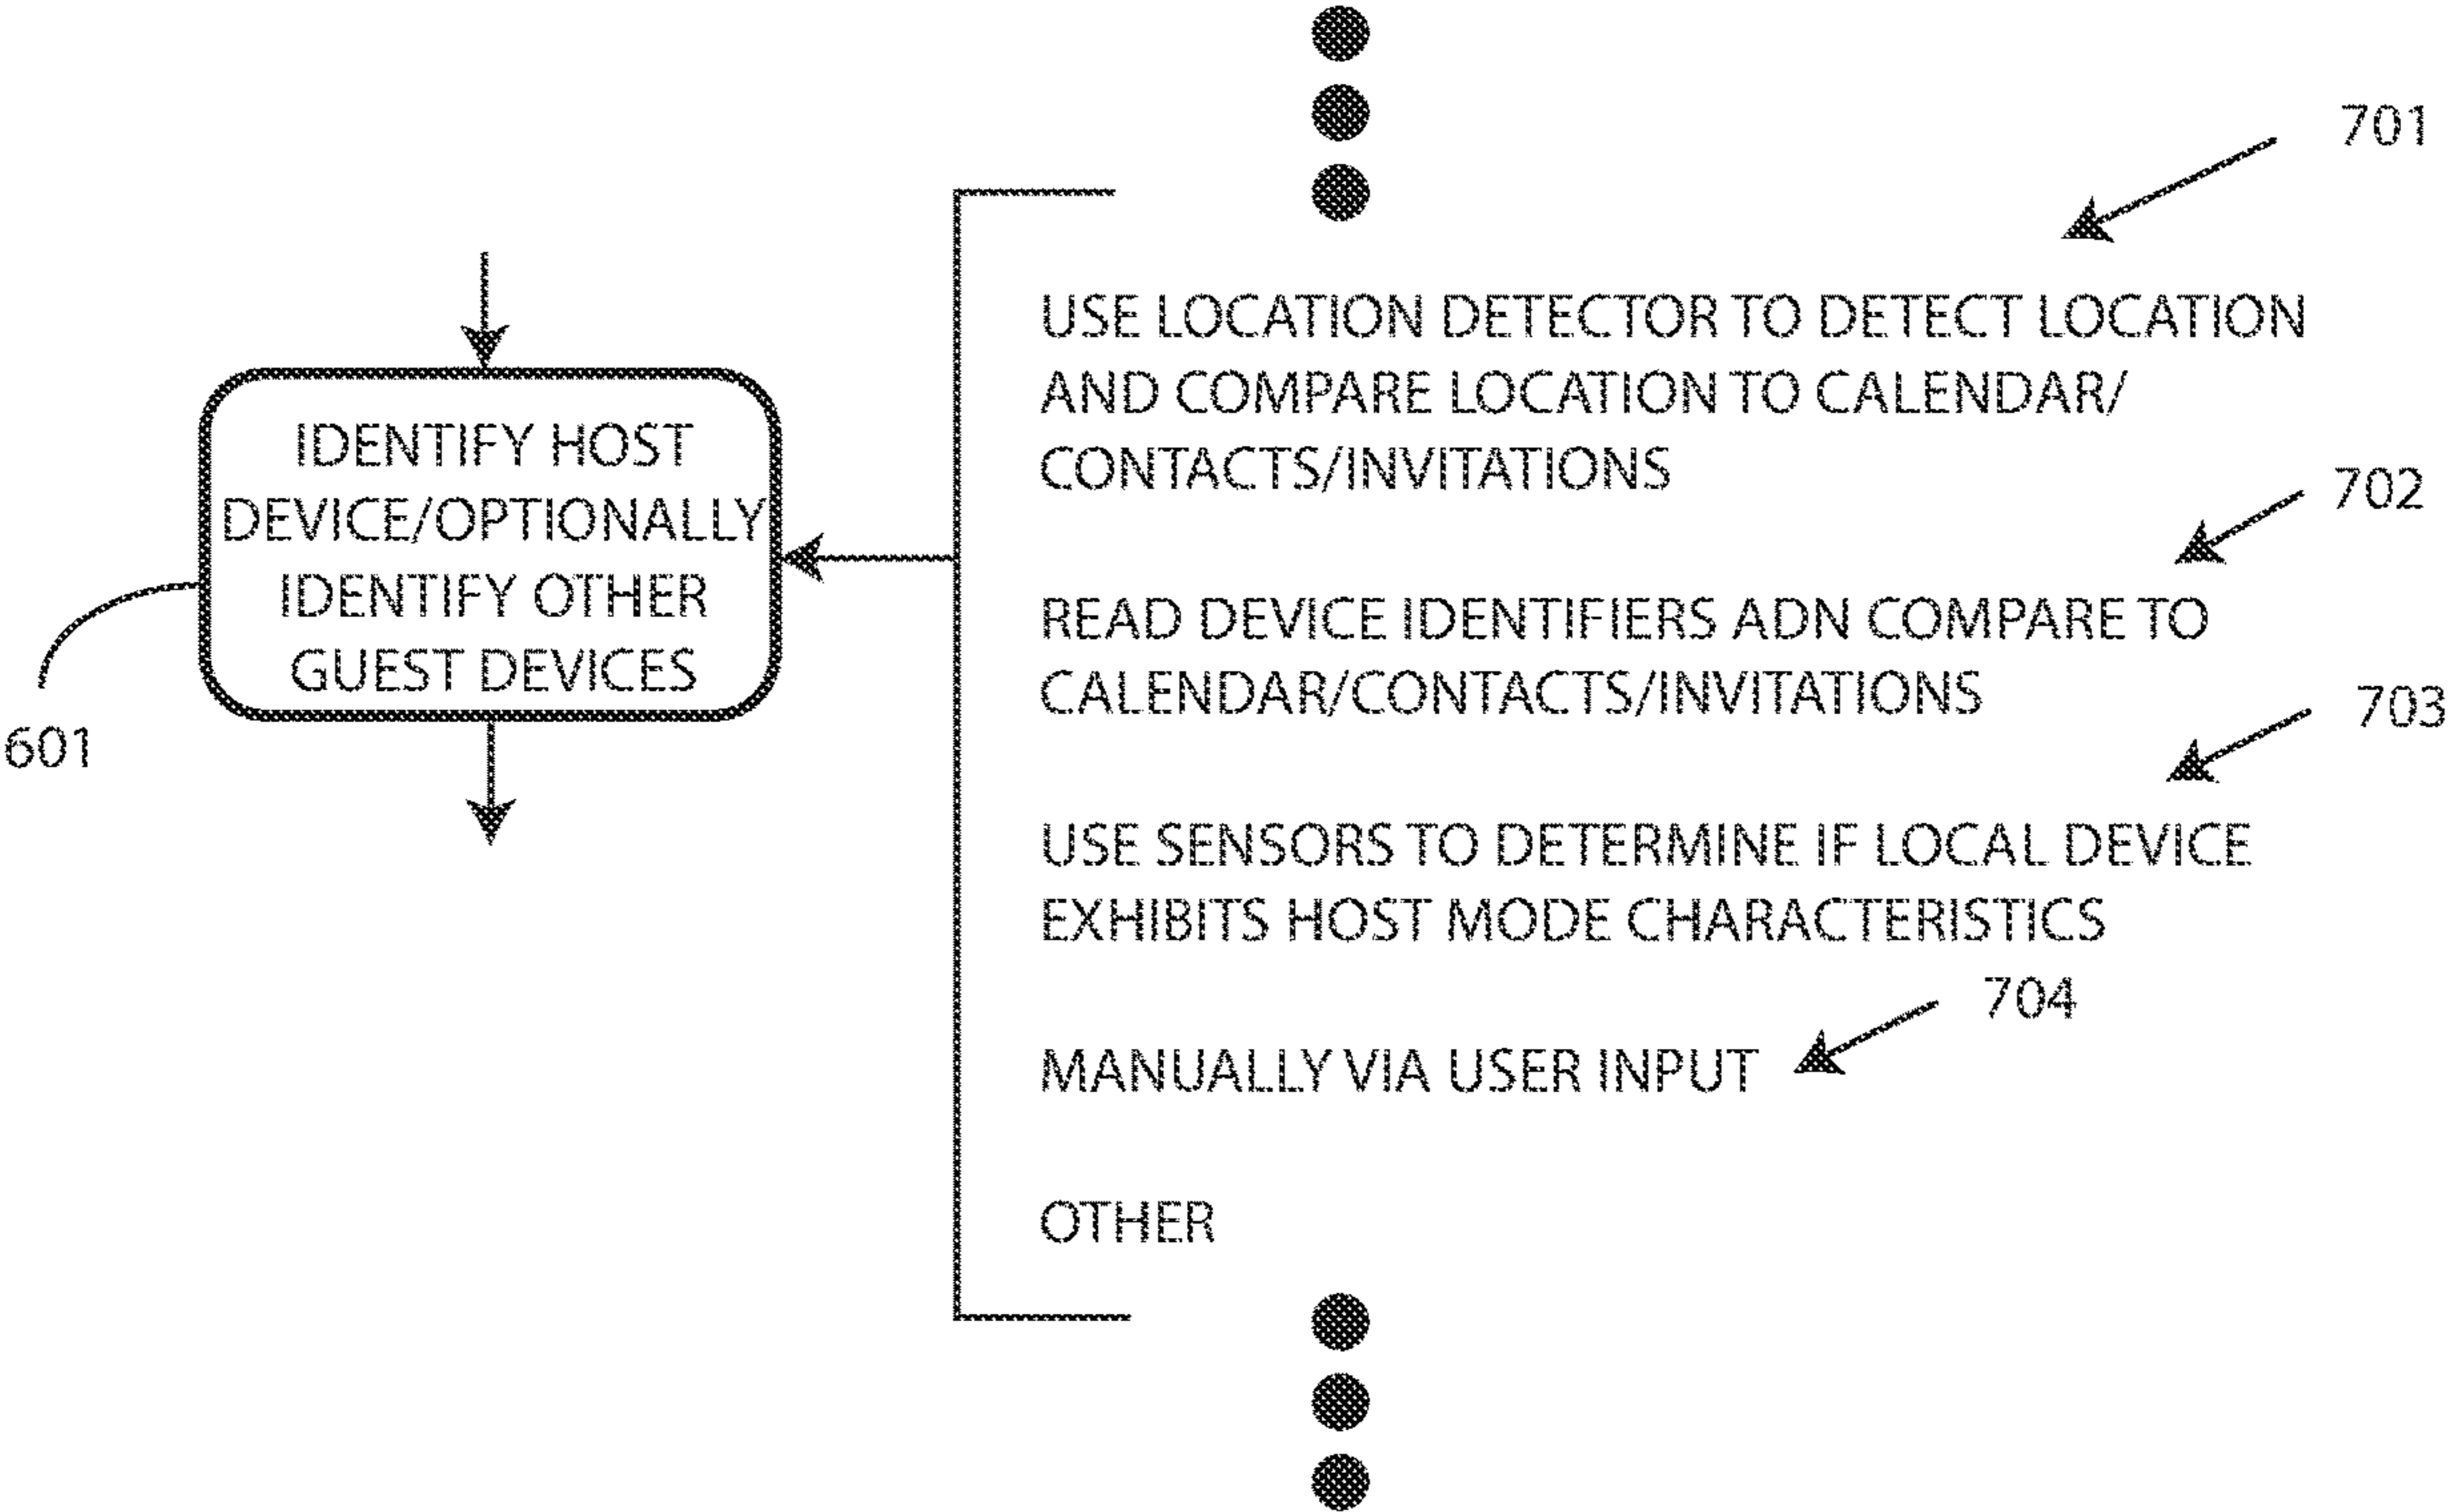 701
USE LOCATION DETECTOR TO DETECT LOCATION
AND COMPARE LOCATION TO CALENDAR/
CONTACTS/INVITATIONS
IDENTIFY HOST
DEVICE/OPTIONALLY
IDENTIFY OTHER
GUEST DEVICES
601
702
READ DEVICE IDENTIFIERS ADN COMPARE TO
CALENDAR/CONTACTS/INVITATIONS
703
USE SENSORS TO DETERMINE IF LOCAL DEVICE
EXHIBITS HOST MODE CHARACTERISTICS
704
MANUALLY VIA USER INPUT
OTHER